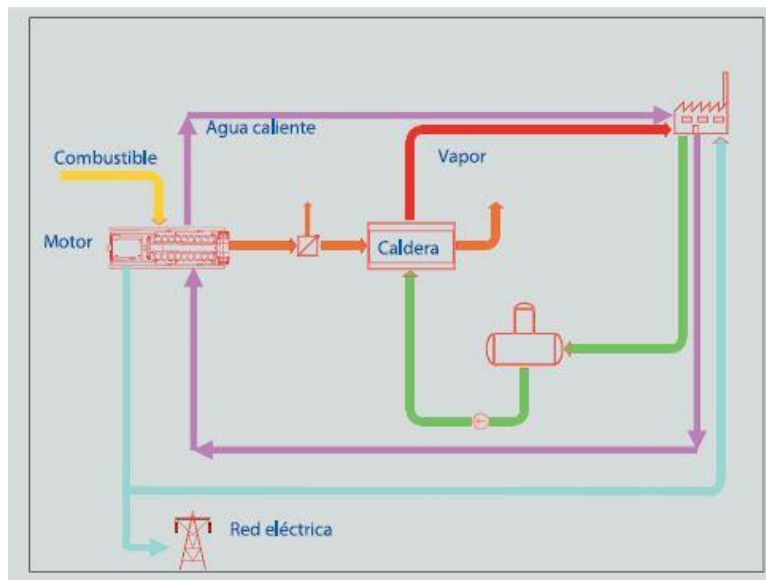 Agua caliente
Combustible
Vapor
Motor
Caldera
Red eléctrica